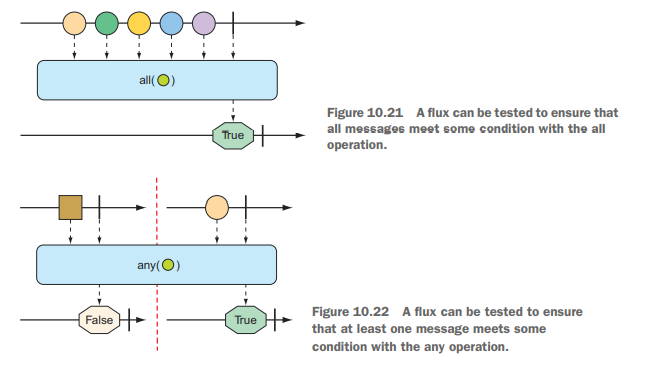 all( )
Figure 10.21 A flux can be tested to ensure that
all messages meet some condition with the all
operation.
True
any( )
False
True
Figure 10.22 A flux can be tested to ensure
that at least one message meets some
condition with the any operation.